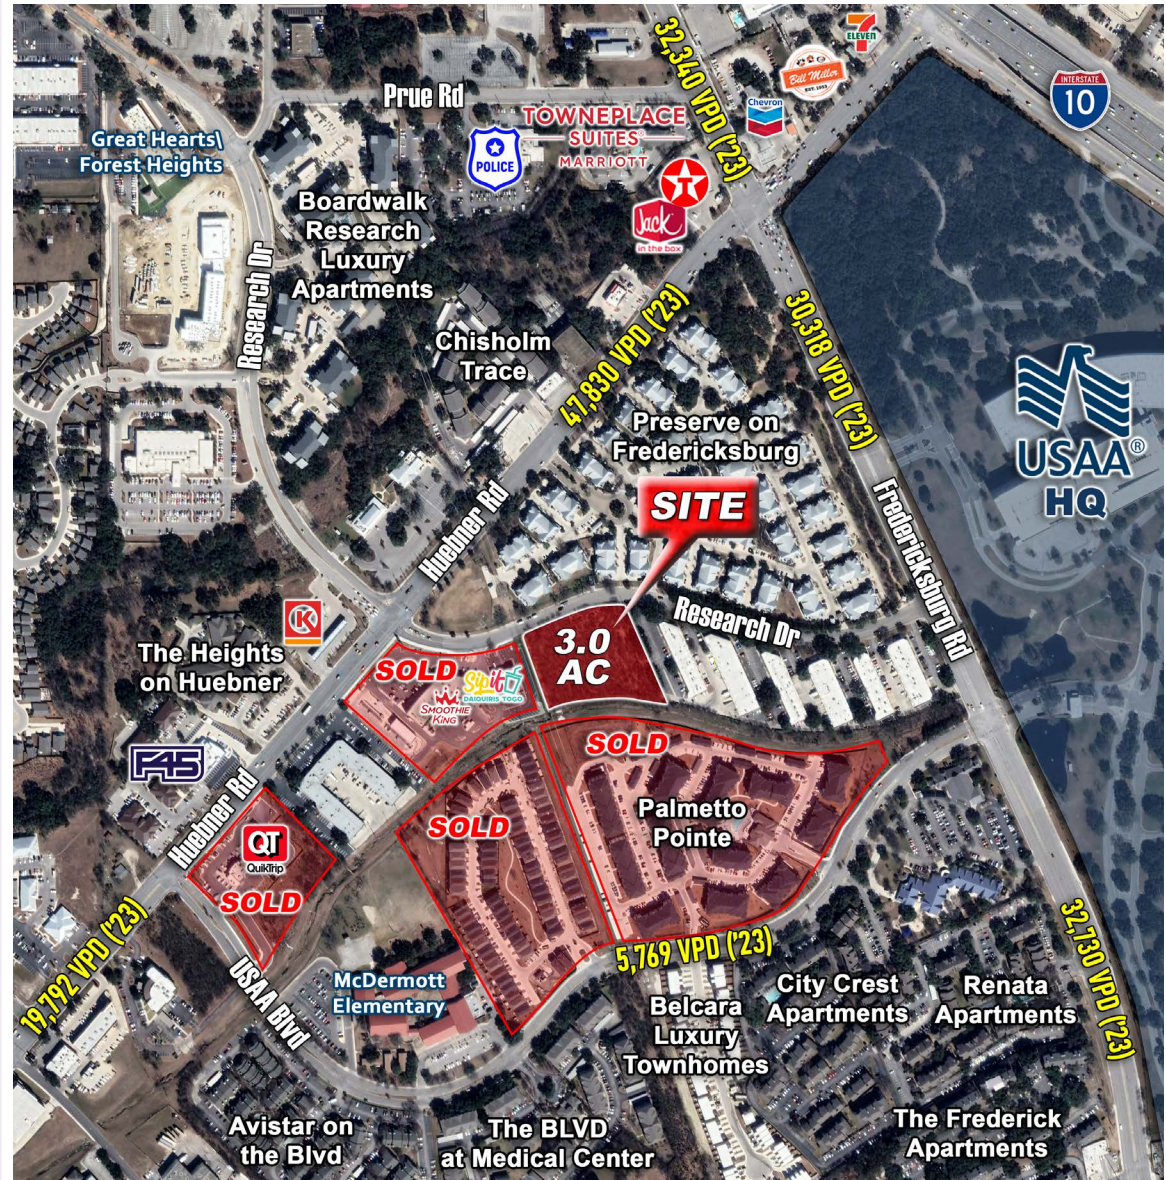 32,340 VPD ('23)
7
ELEVEN
Bill Miller
EST. 1953
INTERSTATE
10
Prue Rd
Chevron
TOWNEPLACE
SUITES®
MARRIOTT
POLICE
Great Hearts\
Forest Heights
Boardwalk
Research
Luxury
Apartments
T
Jack
in the box
Research Dr
Chisholm
Trace
47,830 VPD ('23)
30,318 VPD ('23)
USAA®
HQ
Preserve on
Fredericksburg
SITE
Huebner Rd
Fredericksburg Rd
K
Research Dr
3.0
AC
The Heights
on Huebner
SOLD
Sipit
DAIQUIRIS TOGO
SMOOTHIE
KING
F45
SOLD
Huebner Rd
Palmetto
Pointe
SOLD
QT
QuikTrip
SOLD
19,792 VPD ('23)
5,769 VPD ('23)
32,730 VPD ('23)
USAA Blvd
McDermott
Elementary
City Crest
Apartments
Renata
Apartments
Belcara
Luxury
Townhomes
Avistar on
the Blvd
The BLVD
at Medical Center
The Frederick
Apartments